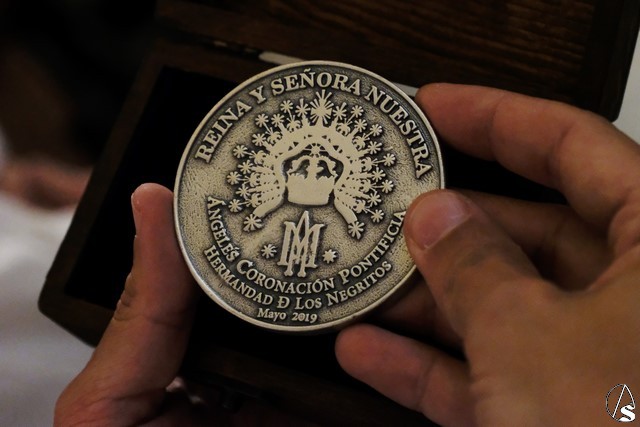 REINA Y SEÑORA NUESTRA
ÁNGELES CORONACIÓN PONTIFICIA
HERMANDAD Đ LOS NEGRITOS
Mayo 2019